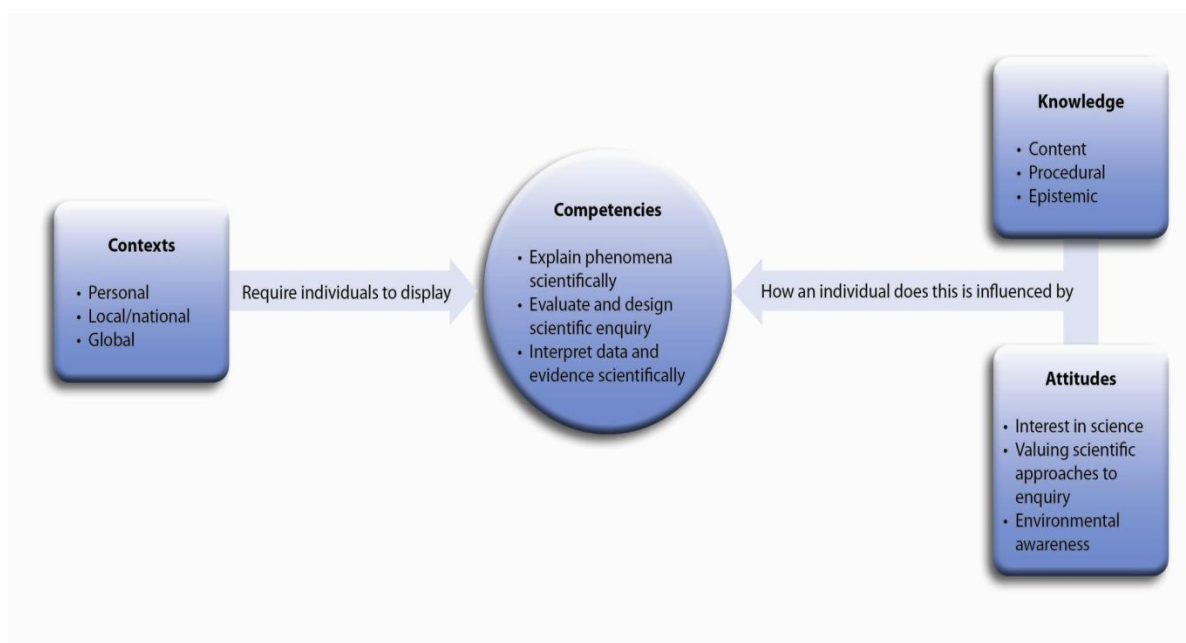 Contexts
• Personal
• Local/national
• Global
Require individuals to display
Competencies
• Explain phenomena
scientifically
• Evaluate and design
scientific enquiry
• Interpret data and
evidence scientifically
How an individual does this is influenced by
Knowledge
• Content
• Procedural
• Epistemic
Attitudes
• Interest in science
• Valuing scientific
approaches to
enquiry
• Environmental
awareness